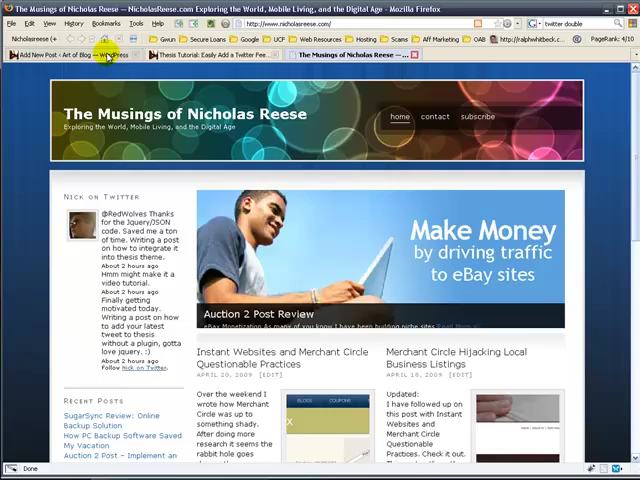 The Musings of Nicholas Reese — NicholasReese.com Exploring the World, Mobile Living, and the Digital Age - Mozilla Firefox
File Edit View History Bookmarks Tools Help
http://www.nicholasreese.com/
twitter double
Nicholasreese (+
Gwun Security Google UCF Web Resources Hosting Scams Aff Marketing OAB http://ralphwhitbeck.com
PageRank: 4/10
Add New Post ‹ Art of Blog — WordPress
Thesis Tutorial: Easily Add a Twitter Fee...
The Musings of Nicholas Reese — ...
The Musings of Nicholas Reese
Exploring the World, Mobile Living, and the Digital Age
home contact subscribe
Nick on Twitter
@RedWolves Thanks
for the Jquery/JSON
code. Saved me a ton
of time. Writing a post
on how to integrate it
into thesis theme.
About 2 hours ago
Hmm might make it a
video tutorial.
About 2 hours ago
Finally getting
motivated today.
Writing a post on
how to add your
latest tweet to
thesis without a
plugin, gotta
love jquery. :)
About 2 hours ago
Follow Nick on Twitter.
Recent Posts
SugarSync Review: Online
Backup Solution
How PC Backup Software Saved
My Vacation
Auction 2 Post – Implement an
Make Money
by driving traffic
to eBay sites
Auction 2 Post Review
eBay Monetization As many of you know I have been building niche sites Read More
Instant Websites and Merchant Circle
Questionable Practices
APRIL 20, 2009 [EDIT]
Over the weekend I
wrote how Merchant
Circle was up to
something shady.
After doing more
research it seems the
rabbit hole goes
BLOGS COUPONS
Merchant Circle Hijacking Local
Business Listings
APRIL 18, 2009 [EDIT]
Updated:
I have followed up
on this post with
Instant
Websites and
Merchant Circle.
Check it out.
Done